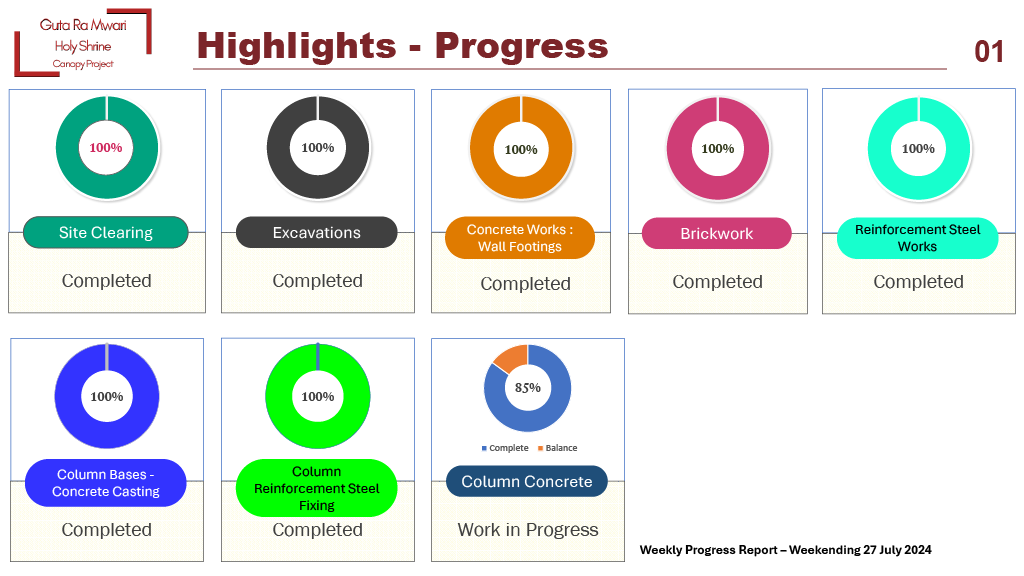 Guta Ra Mwari
Holy Shrine
Canopy Project
Highlights - Progress
01
100%
Site Clearing
Completed
100%
Excavations
Completed
100%
Concrete Works :
Wall Footings
Completed
100%
Brickwork
Completed
100%
Reinforcement Steel
Works
Completed
100%
Column Bases -
Concrete Casting
Completed
100%
Column
Reinforcement Steel
Fixing
Completed
85%
Complete Balance
Column Concrete
Work in Progress
Weekly Progress Report – Weekending 27 July 2024